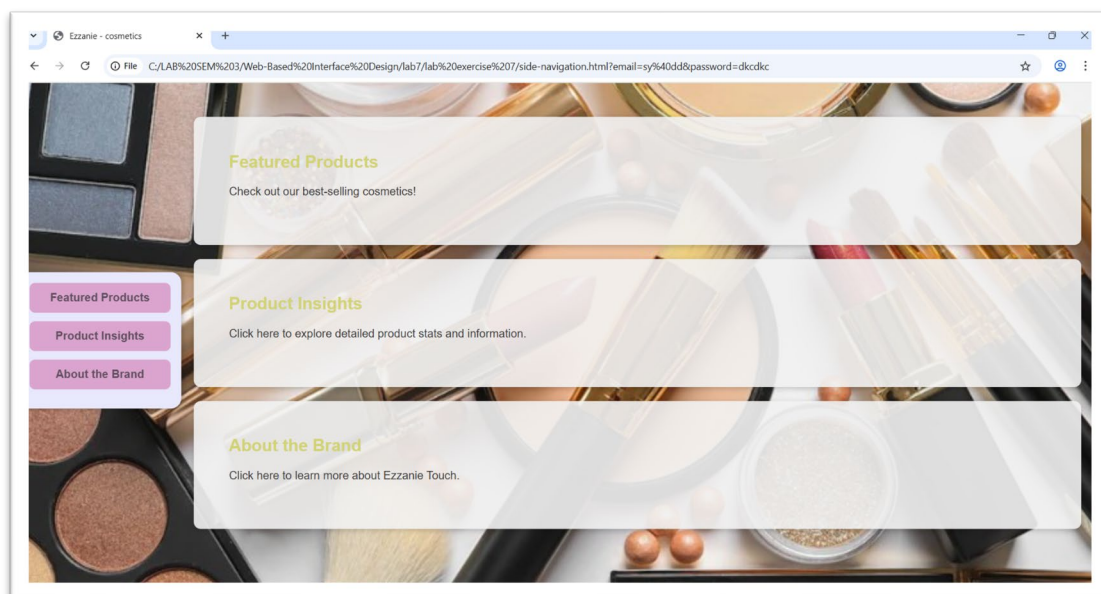 Ezzanie - cosmetics
File C:/LAB%20SEM%203/Web-Based%20Interface%20Design/lab7/lab%20exercise%207/side-navigation.html?email=sy%40dd&password=dkcdkc
Featured Products
Check out our best-selling cosmetics!
Featured Products
Product Insights
About the Brand
Product Insights
Click here to explore detailed product stats and information.
About the Brand
Click here to learn more about Ezzanie Touch.